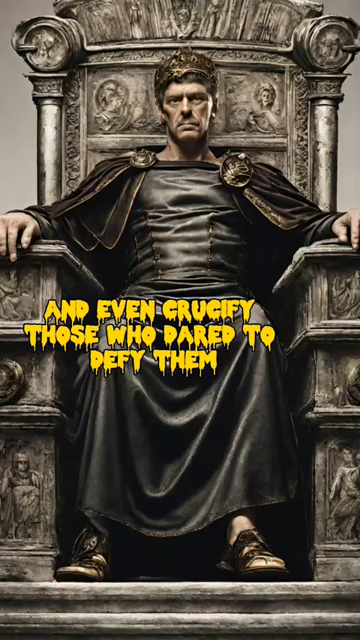 AND EVEN CRUCIFY
THOSE WHO DARED TO
DEFY THEM